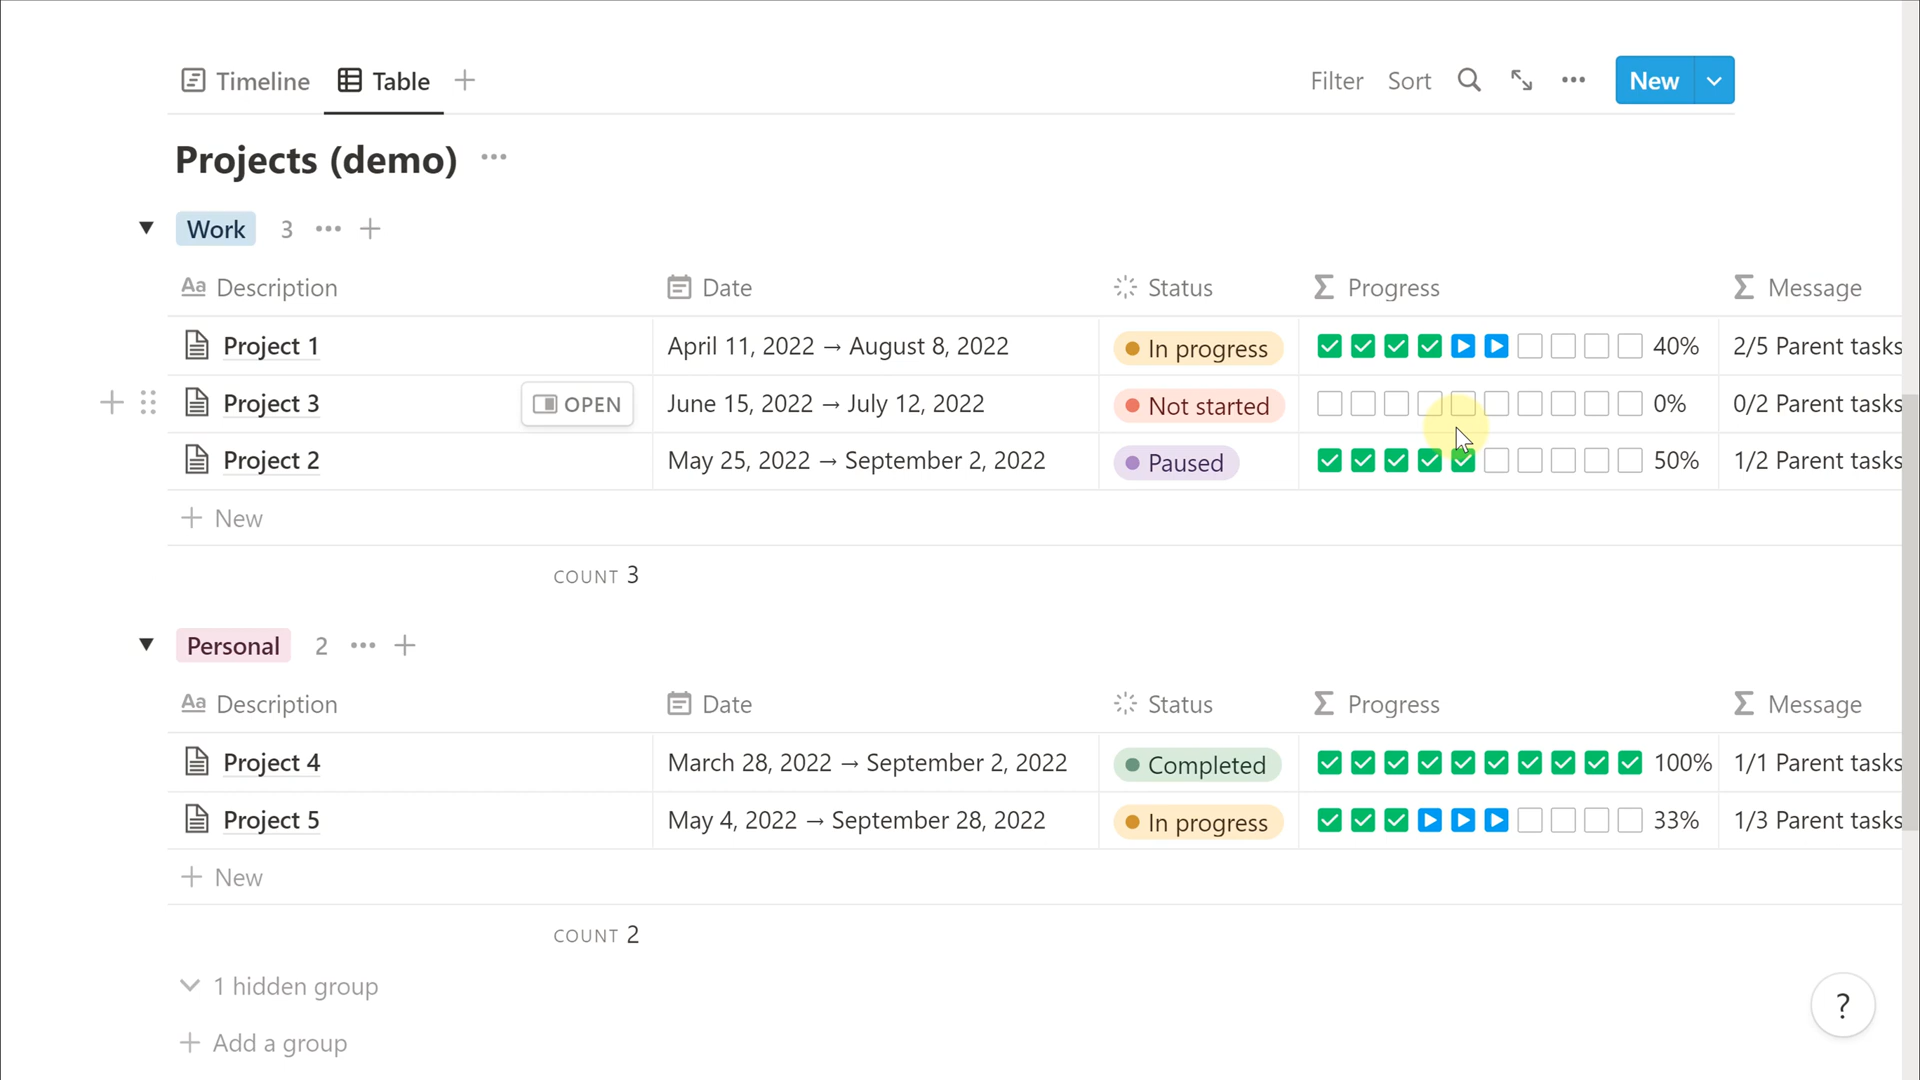 Timeline Table Filter Sort New
Projects (demo)
Work 3
Aa Description Date Status Σ Progress Σ Message
Project 1 April 11, 2022 → August 8, 2022 In progress 40% 2/5 Parent tasks
Project 3 OPEN June 15, 2022 → July 12, 2022 Not started 0% 0/2 Parent tasks
Project 2 May 25, 2022 → September 2, 2022 Paused 50% 1/2 Parent tasks
+ New
COUNT 3
Personal 2
Aa Description Date Status Σ Progress Σ Message
Project 4 March 28, 2022 → September 2, 2022 Completed 100% 1/1 Parent tasks
Project 5 May 4, 2022 → September 28, 2022 In progress 33% 1/3 Parent tasks
+ New
COUNT 2
1 hidden group
?
+ Add a group